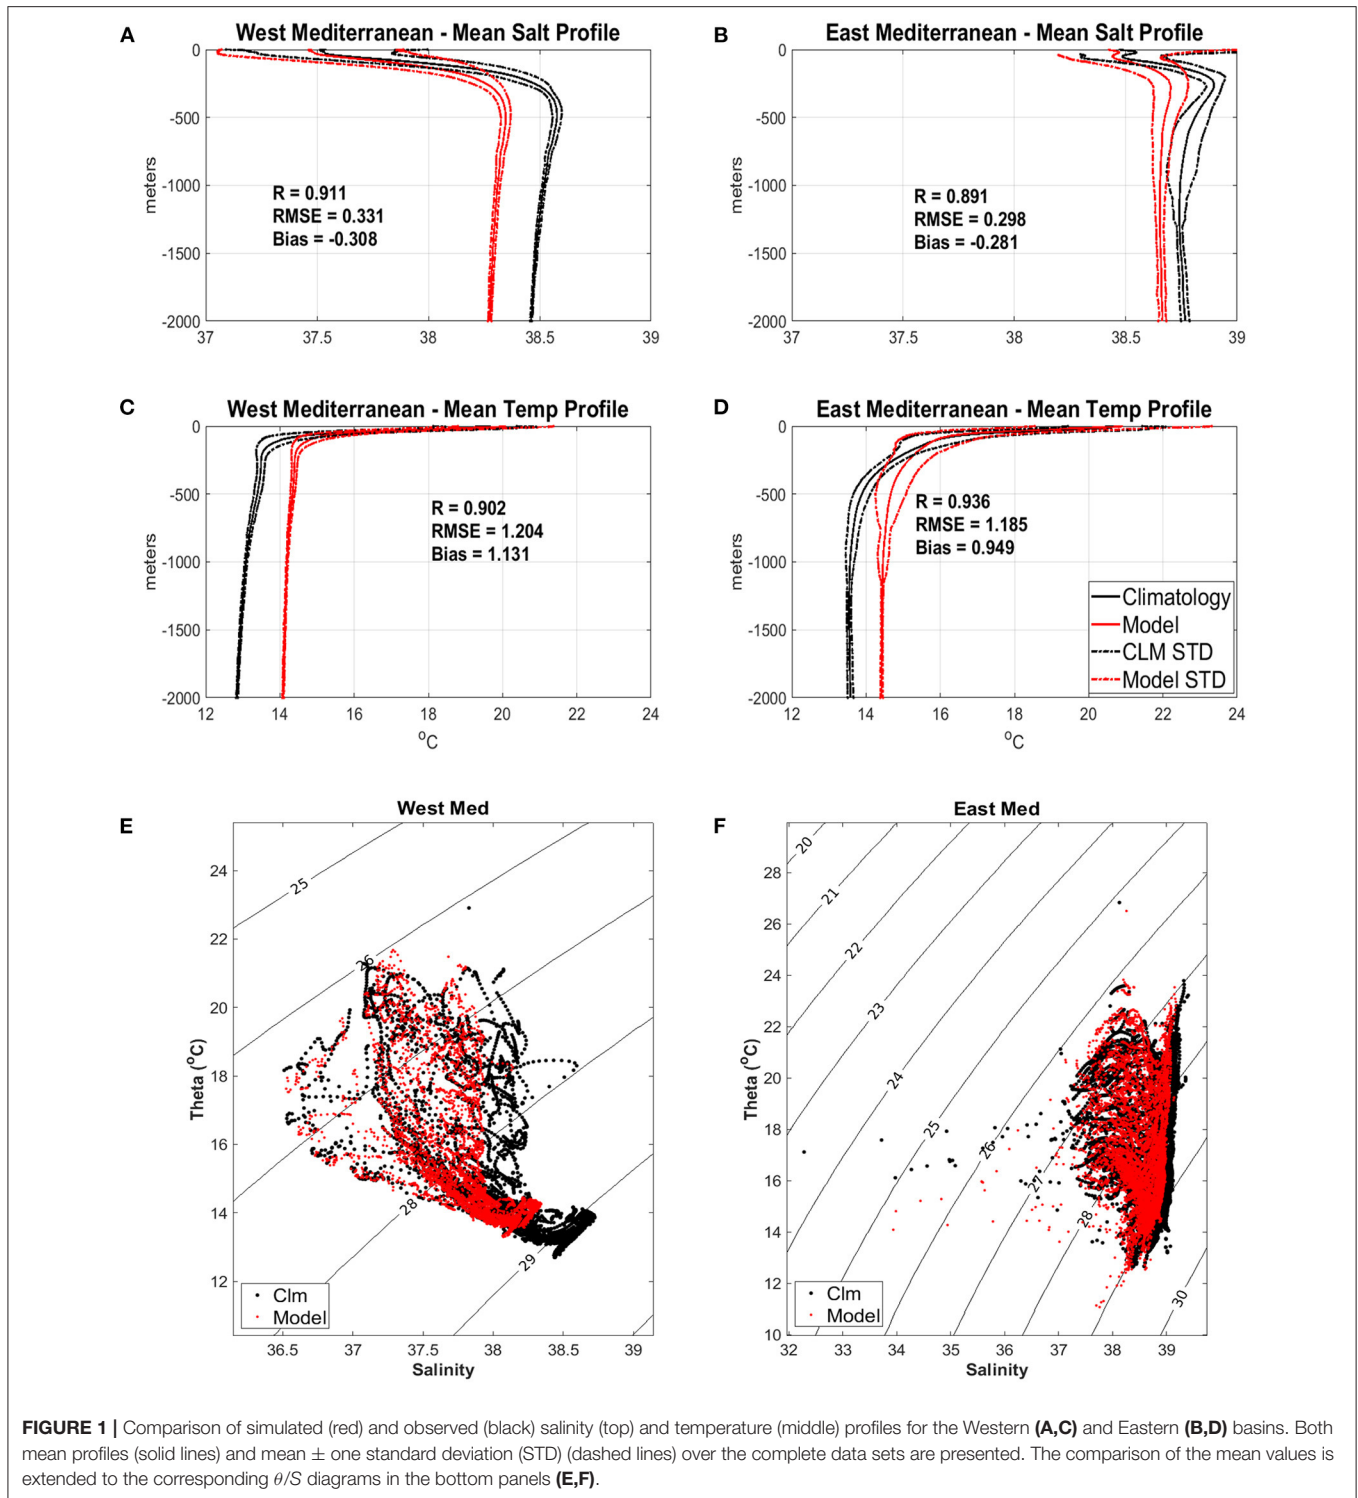 A
West Mediterranean - Mean Salt Profile
0
-500
-1000
-1500
-2000
meters
R = 0.911
RMSE = 0.331
Bias = -0.308
37
37.5
38
38.5
39
B
East Mediterranean - Mean Salt Profile
0
-500
-1000
-1500
-2000
meters
R = 0.891
RMSE = 0.298
Bias = -0.281
37
37.5
38
38.5
39
C
West Mediterranean - Mean Temp Profile
0
-500
-1000
-1500
-2000
meters
R = 0.902
RMSE = 1.204
Bias = 1.131
12
14
16
18
20
22
24
°C
D
East Mediterranean - Mean Temp Profile
0
-500
-1000
-1500
-2000
meters
R = 0.936
RMSE = 1.185
Bias = 0.949
Climatology
Model
CLM STD
Model STD
12
14
16
18
20
22
24
°C
E
West Med
24
22
20
18
16
14
12
Theta (°C)
25
26
28
29
Clm
Model
36.5
37
37.5
38
38.5
39
Salinity
F
East Med
28
26
24
22
20
18
16
14
12
10
Theta (°C)
20
21
22
23
24
25
26
27
28
30
Clm
Model
32
33
34
35
36
37
38
39
Salinity
FIGURE 1 | Comparison of simulated (red) and observed (black) salinity (top) and temperature (middle) profiles for the Western (A,C) and Eastern (B,D) basins. Both
mean profiles (solid lines) and mean ± one standard deviation (STD) (dashed lines) over the complete data sets are presented. The comparison of the mean values is
extended to the corresponding θ/S diagrams in the bottom panels (E,F).